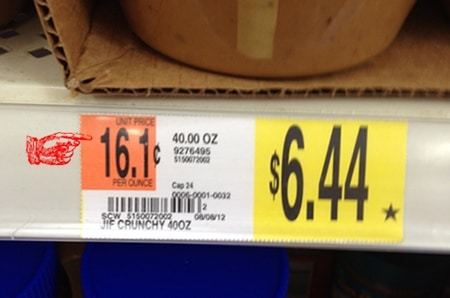 UNIT PRICE
16.1¢
PER OUNCE
40.00 OZ
9276495
5150072002
Cap 24
0006-0001-0032
2
SCW 5150072002 08/08/12
JIF CRUNCHY 40OZ
$6.44